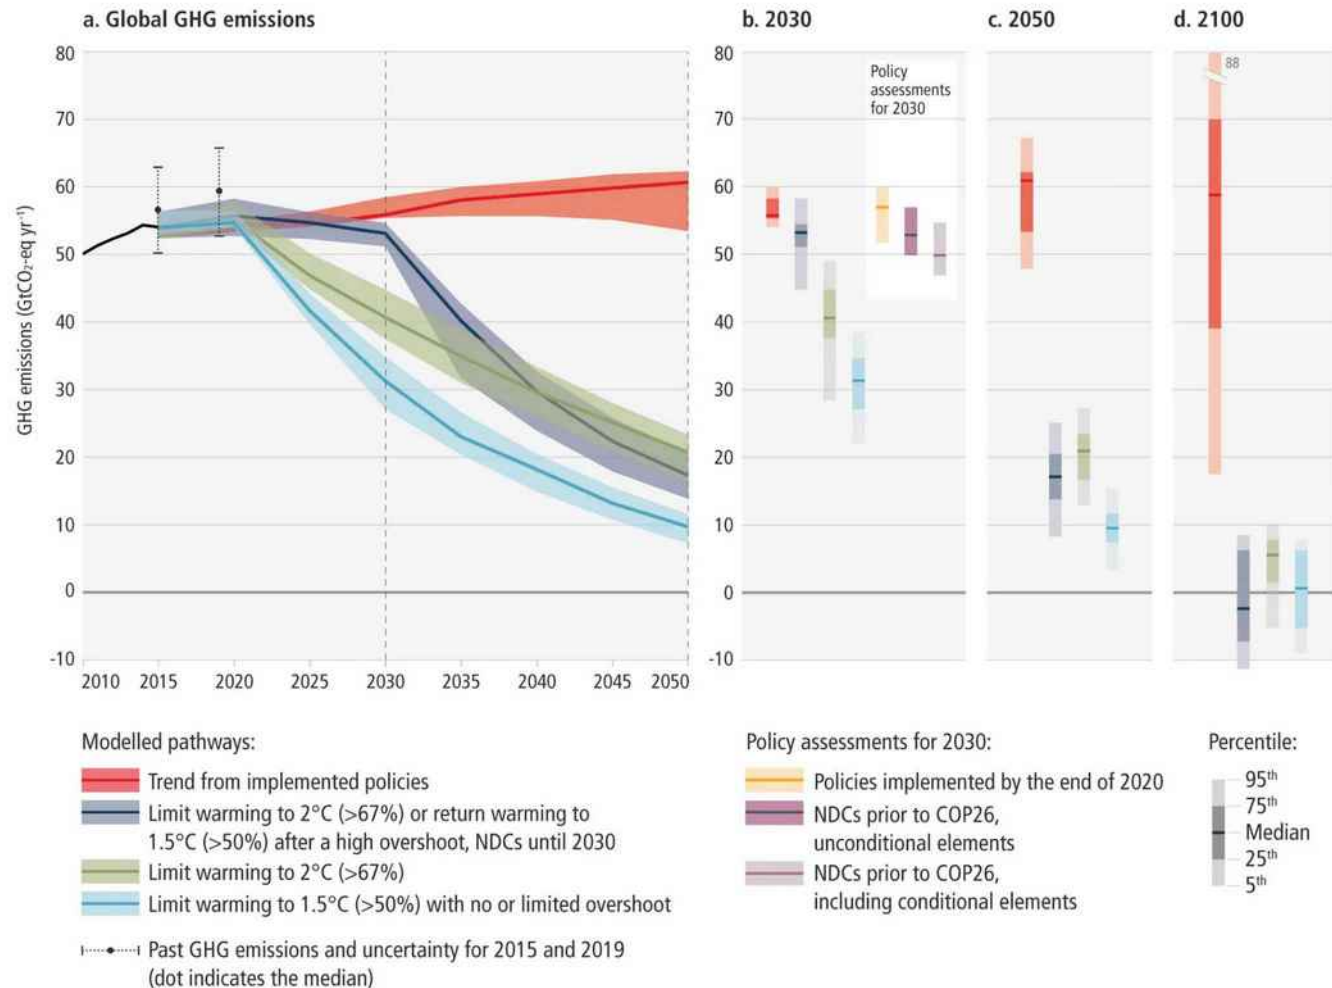 a. Global GHG emissions
b. 2030
c. 2050
d. 2100
GHG emissions (GtCO₂-eq yr⁻¹)
80
70
60
50
40
30
20
10
0
-10
2010 2015 2020 2025 2030 2035 2040 2045 2050
80
70
60
50
40
30
20
10
0
-10
Policy
assessments
for 2030
88
Modelled pathways:
Trend from implemented policies
Limit warming to 2°C (>67%) or return warming to
1.5°C (>50%) after a high overshoot, NDCs until 2030
Limit warming to 2°C (>67%)
Limit warming to 1.5°C (>50%) with no or limited overshoot
Past GHG emissions and uncertainty for 2015 and 2019
(dot indicates the median)
Policy assessments for 2030:
Policies implemented by the end of 2020
NDCs prior to COP26,
unconditional elements
NDCs prior to COP26,
including conditional elements
Percentile:
95th
75th
Median
25th
5th